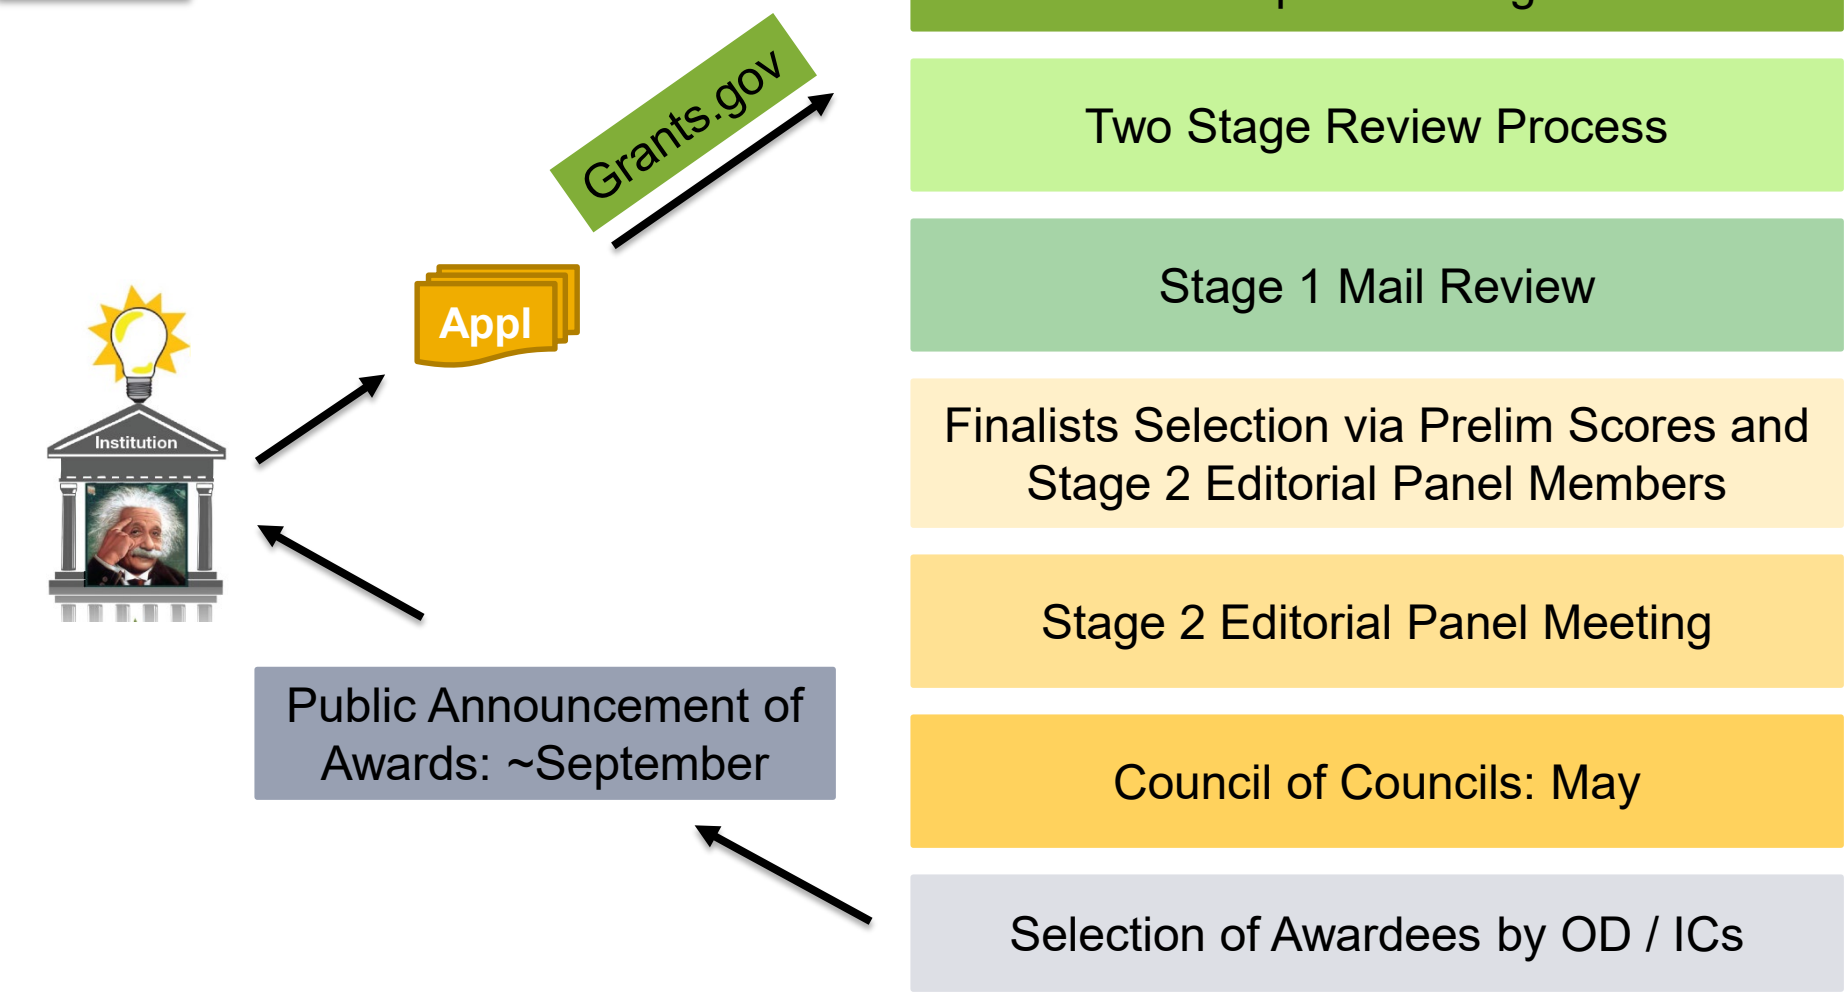 Grants.gov
Two Stage Review Process
Stage 1 Mail Review
Appl
Institution
Finalists Selection via Prelim Scores and
Stage 2 Editorial Panel Members
Stage 2 Editorial Panel Meeting
Public Announcement of
Awards: ~September
Council of Councils: May
Selection of Awardees by OD / ICs